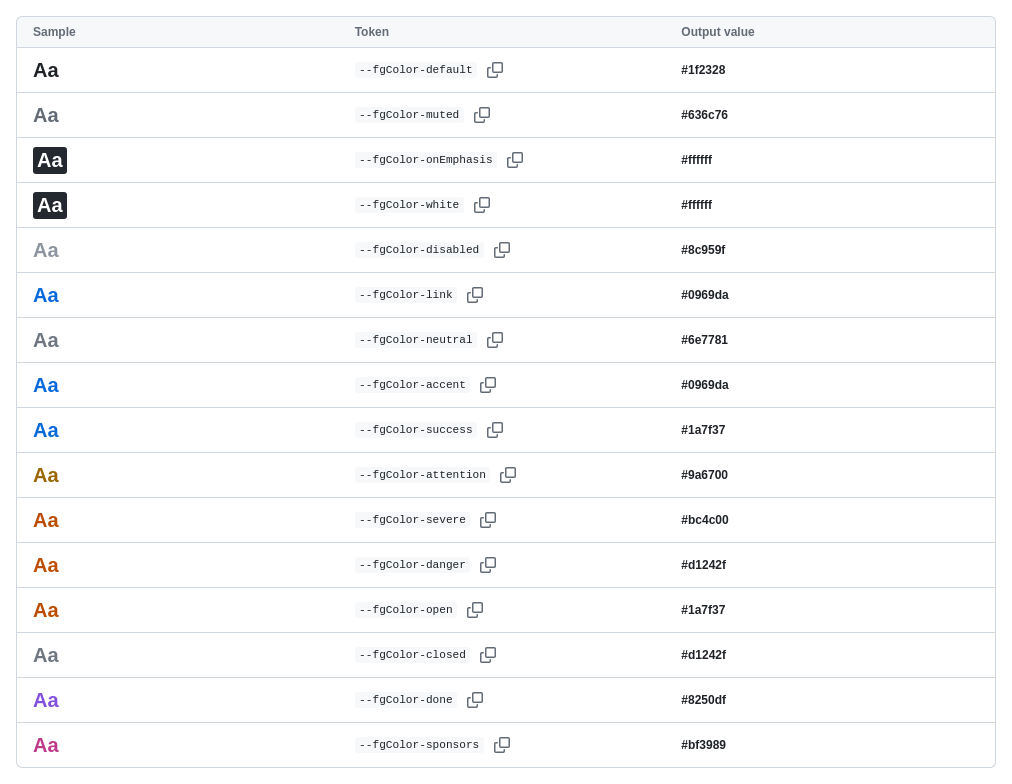 Sample Token Output value
Aa --fgColor-default #1f2328
Aa --fgColor-muted #636c76
Aa --fgColor-onEmphasis #ffffff
Aa --fgColor-white #ffffff
Aa --fgColor-disabled #8c959f
Aa --fgColor-link #0969da
Aa --fgColor-neutral #6e7781
Aa --fgColor-accent #0969da
Aa --fgColor-success #1a7f37
Aa --fgColor-attention #9a6700
Aa --fgColor-severe #bc4c00
Aa --fgColor-danger #d1242f
Aa --fgColor-open #1a7f37
Aa --fgColor-closed #d1242f
Aa --fgColor-done #8250df
Aa --fgColor-sponsors #bf3989